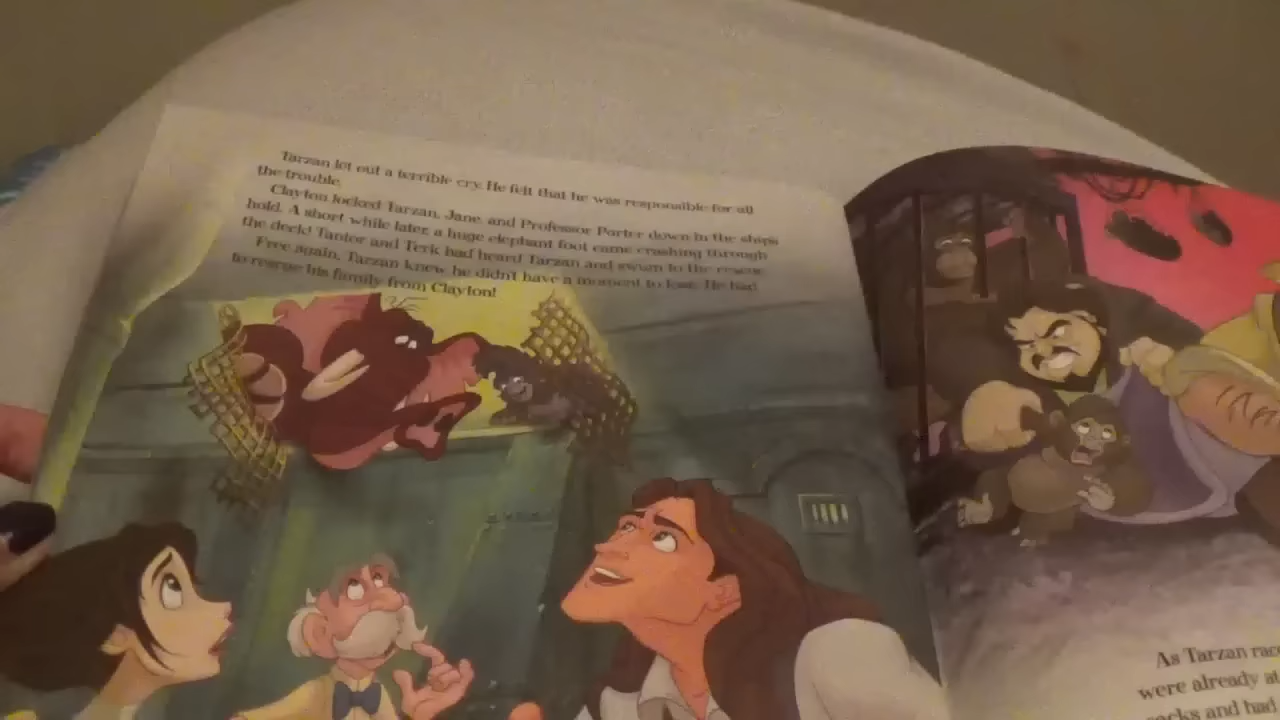 Tarzan let out a terrible cry. He felt that he was responsible for all
the trouble.
Clayton locked Tarzan, Jane, and Professor Porter down in the ship's
hold. A short while later, a huge elephant foot came crashing through
the deck! Tantor and Terk had heard Tarzan and swum to the rescue.
Free again, Tarzan knew he didn't have a moment to lose. He had
to rescue his family from Clayton!
As Tarzan
were already
and had